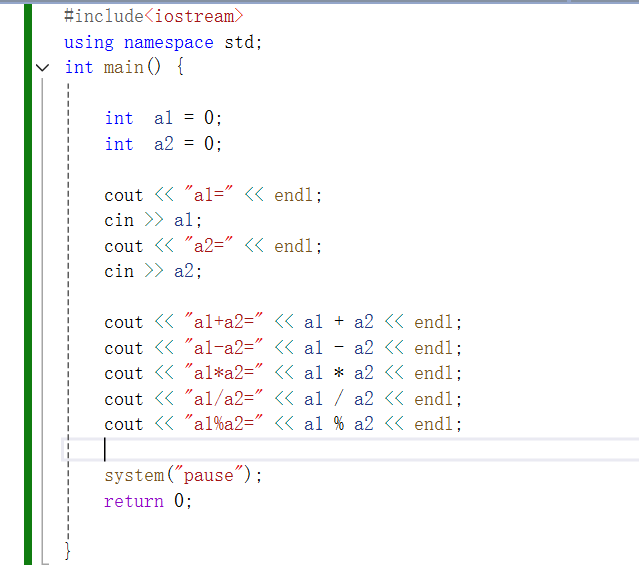 #include<iostream>
using namespace std;
int main() {
int  a1 = 0;
int  a2 = 0;
cout << "a1=" << endl;
cin >> a1;
cout << "a2=" << endl;
cin >> a2;
cout << "a1+a2=" << a1 + a2 << endl;
cout << "a1-a2=" << a1 - a2 << endl;
cout << "a1*a2=" << a1 * a2 << endl;
cout << "a1/a2=" << a1 / a2 << endl;
cout << "a1%a2=" << a1 % a2 << endl;
system("pause");
return 0;
}